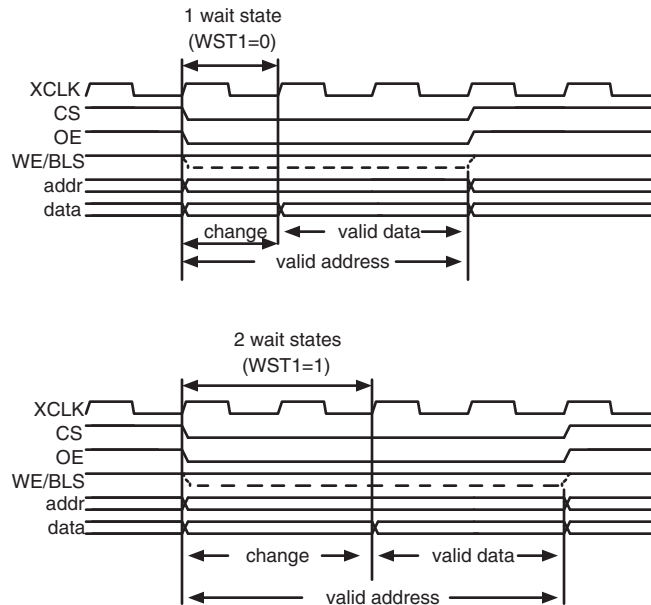 1 wait state
(WST1=0)
XCLK
CS
OE
WE/BLS
addr
data
change
valid data
valid address
2 wait states
(WST1=1)
XCLK
CS
OE
WE/BLS
addr
data
change
valid data
valid address